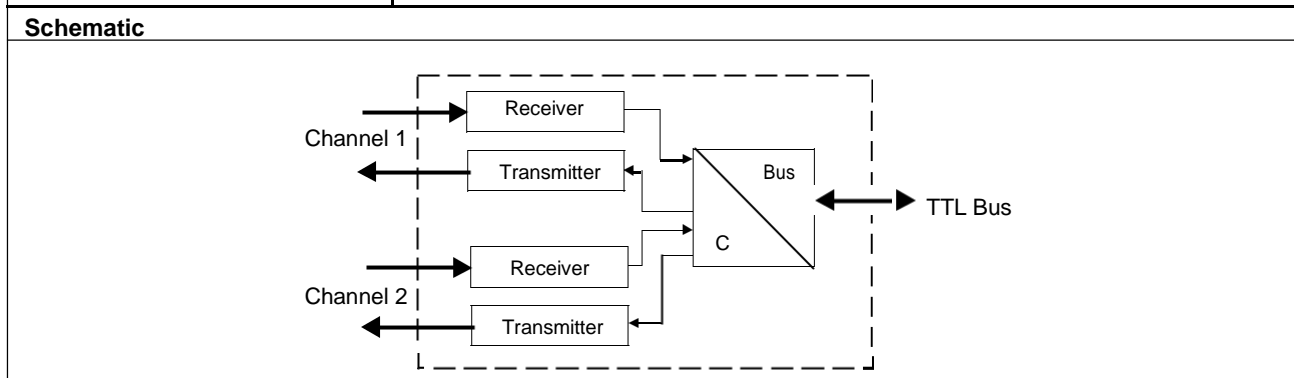 Schematic
Receiver
Channel 1
Transmitter
Bus
TTL Bus
C
Receiver
Channel 2
Transmitter